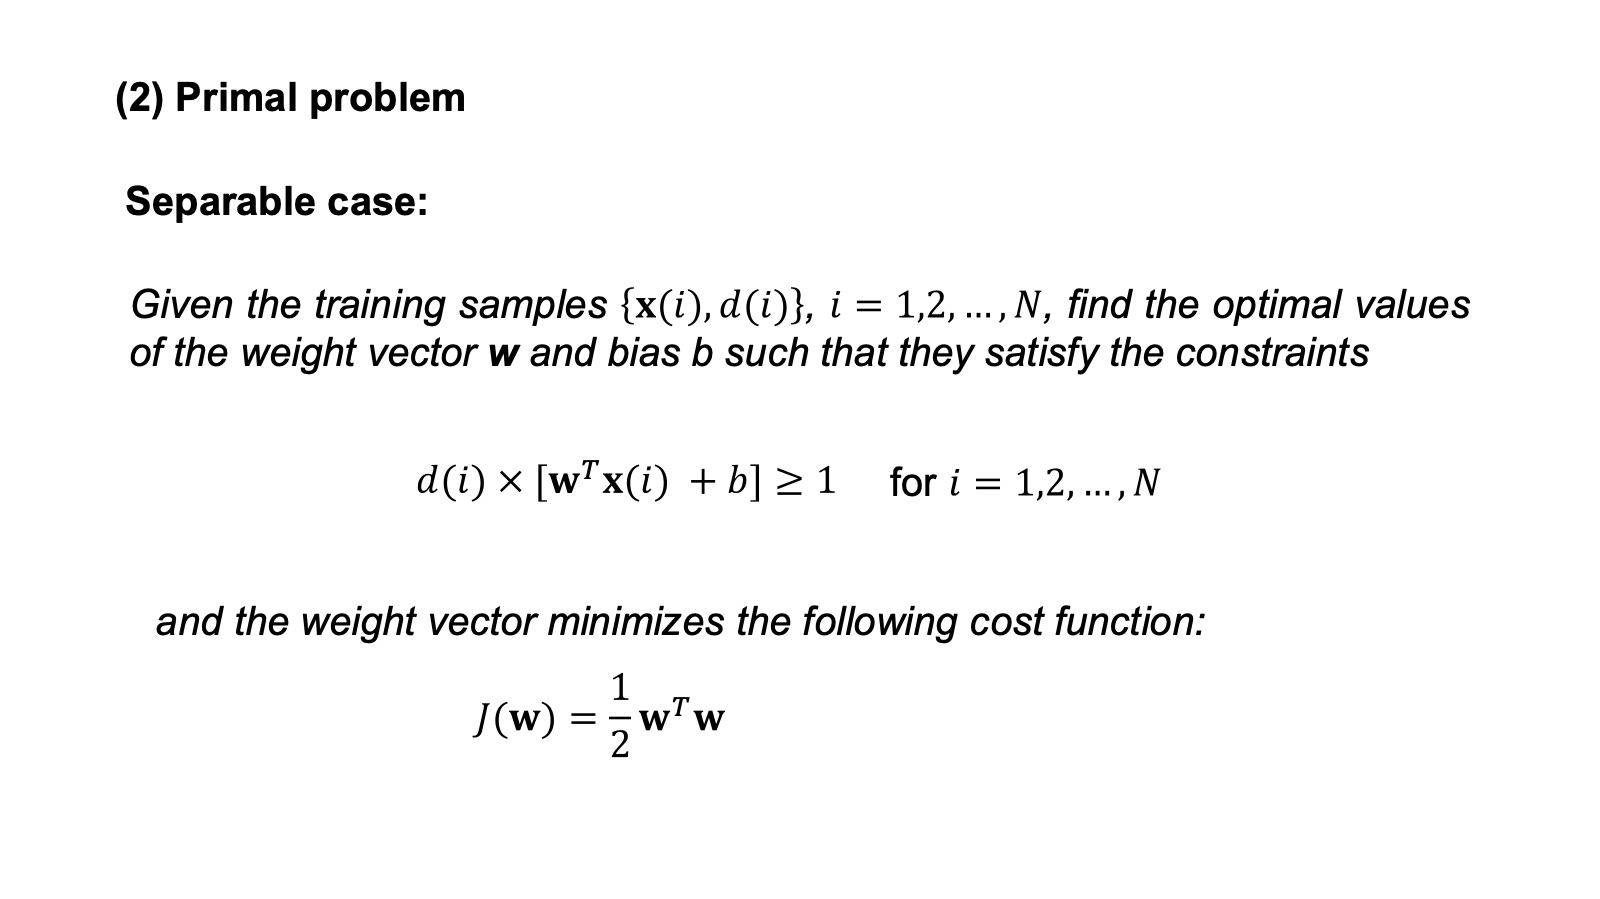 (2) Primal problem
Separable case:
Given the training samples {𝐱(𝑖), 𝑑(𝑖)}, 𝑖 = 1,2, … , 𝑁, find the optimal values
of the weight vector w and bias b such that they satisfy the constraints
𝑑(𝑖) × [𝐰ᵀ𝐱(𝑖) + 𝑏] ≥ 1 for 𝑖 = 1,2, … , 𝑁
and the weight vector minimizes the following cost function:
𝐽(𝐰) = 1/2 𝐰ᵀ𝐰